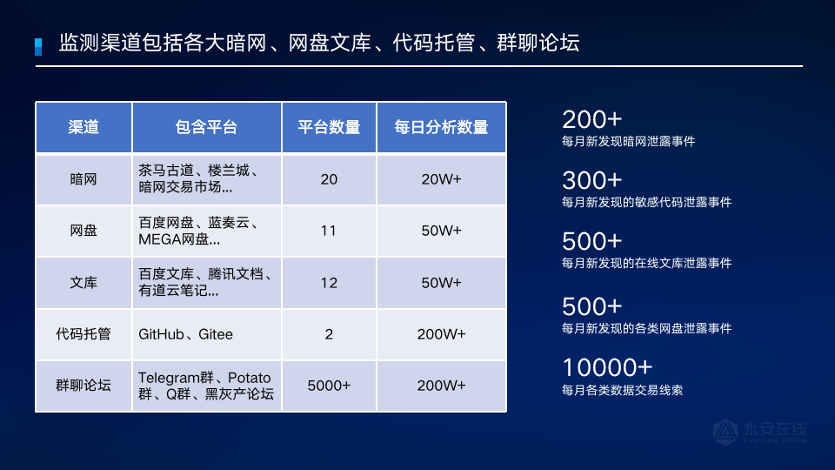 监测渠道包括各大暗网、网盘文库、代码托管、群聊论坛
渠道
包含平台
平台数量
每日分析数量
暗网
茶马古道、楼兰城、
暗网交易市场...
20
20W+
网盘
百度网盘、蓝奏云、
MEGA网盘...
11
50W+
文库
百度文库、腾讯文档、
有道云笔记...
12
50W+
代码托管
GitHub、Gitee
2
200W+
群聊论坛
Telegram群、Potato
群、Q群、黑灰产论坛
5000+
200W+
200+
每月新发现暗网泄露事件
300+
每月新发现的敏感代码泄露事件
500+
每月新发现的在线文库泄露事件
500+
每月新发现的各类网盘泄露事件
10000+
每月各类数据交易线索
永安在线
EverSafe Online